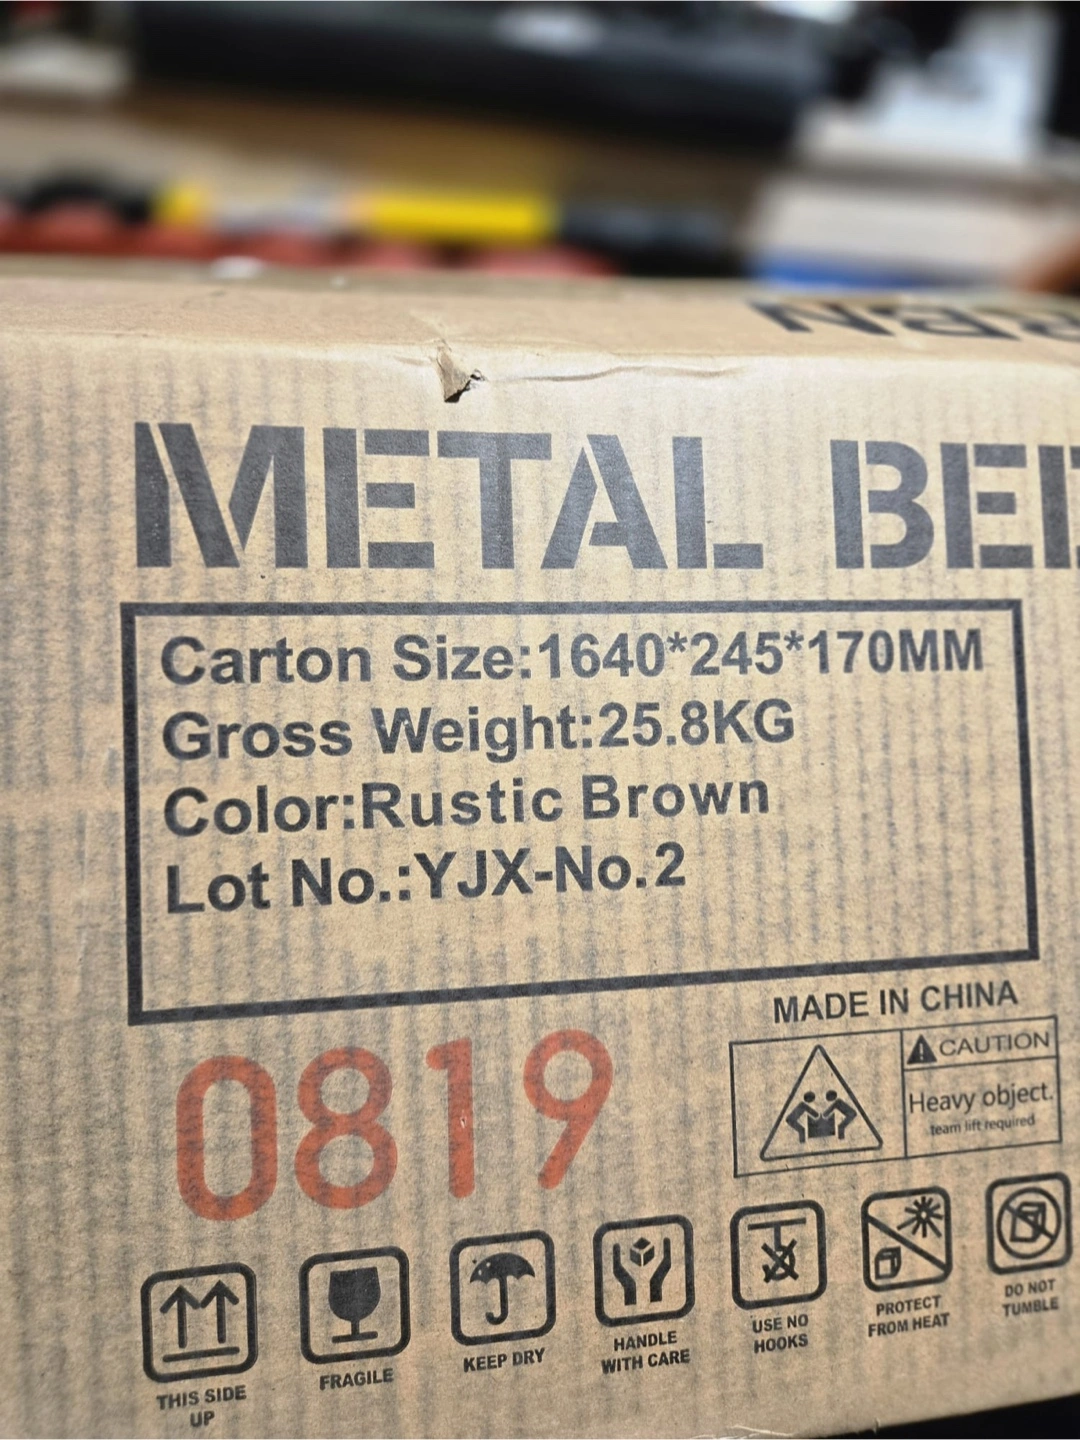 METAL BED
Carton Size:1640*245*170MM
Gross Weight:25.8KG
Color:Rustic Brown
Lot No.:YJX-No.2
MADE IN CHINA
0819
CAUTION
Heavy object.
team lift required
THIS SIDE
UP
FRAGILE
KEEP DRY
HANDLE
WITH CARE
USE NO
HOOKS
PROTECT
FROM HEAT
DO NOT
TUMBLE